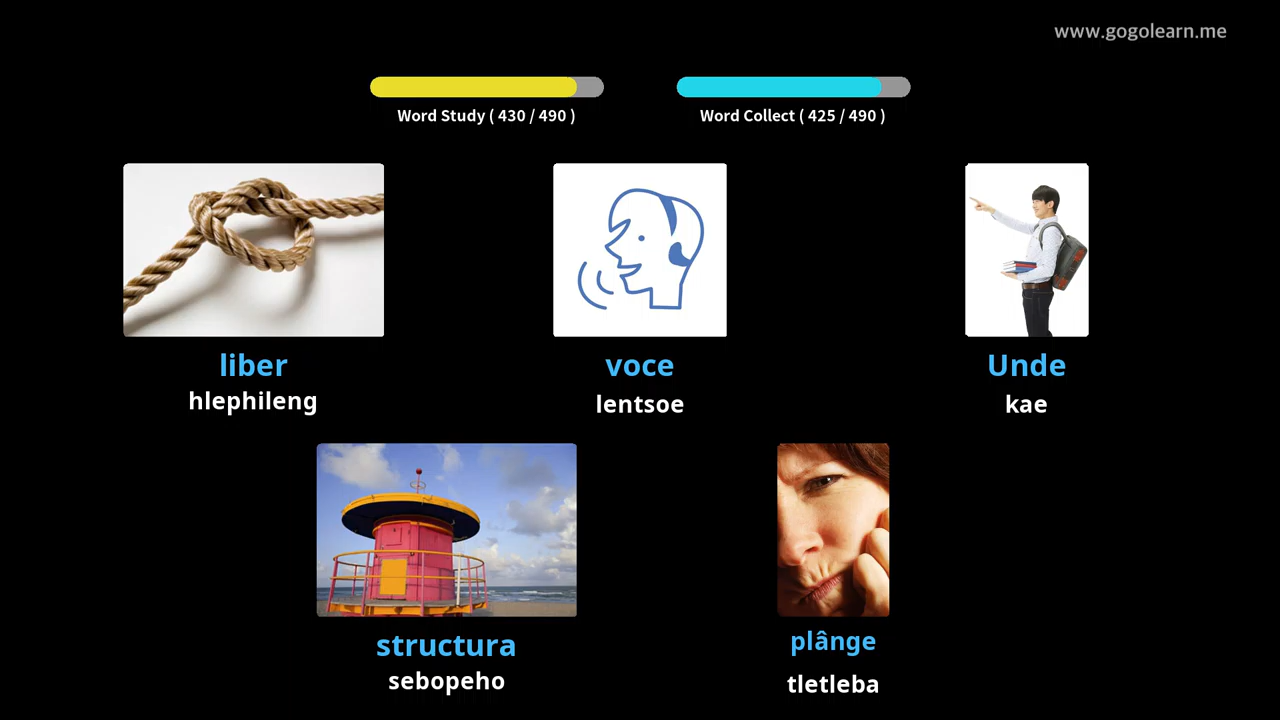 www.gogolearn.me
Word Study ( 430 / 490 )
Word Collect ( 425 / 490 )
liber
hlephileng
voce
lentsoe
Unde
kae
structura
sebopeho
plânge
tletleba